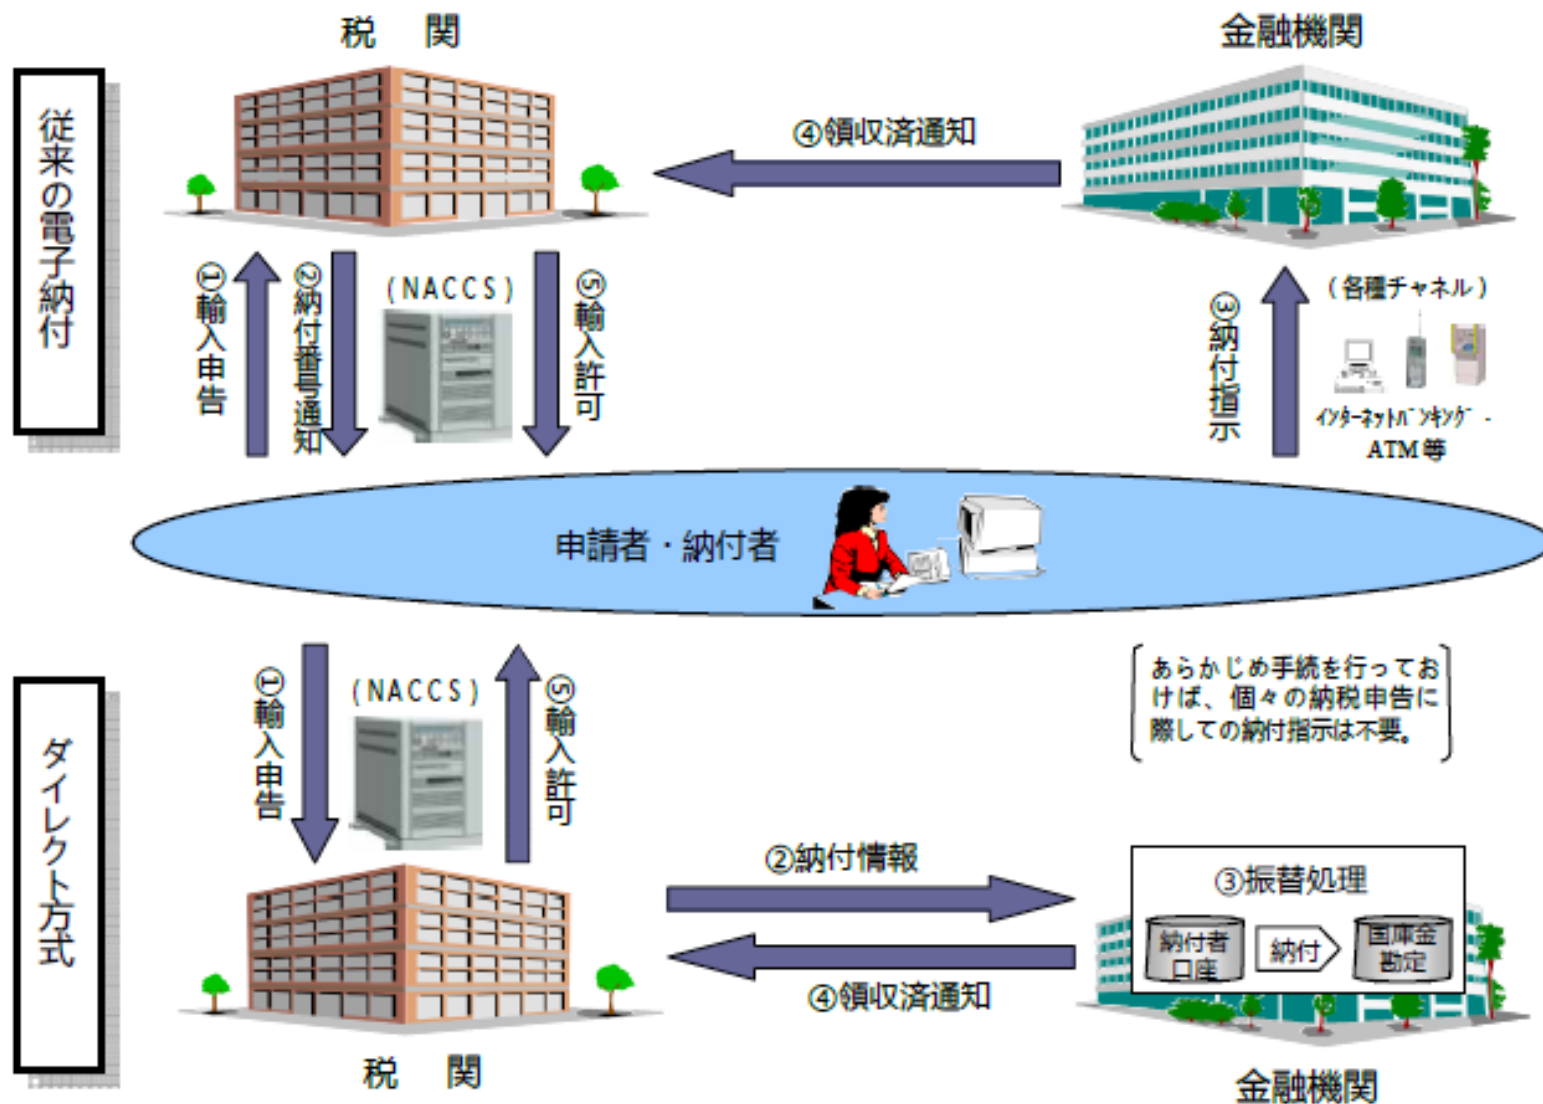 税 関
金融機関
従来の電子納付
④領収済通知
①輸入申告
②納付番号通知
(NACCS)
⑤輸入許可
③納付指示
(各種チャネル)
インターネットバンキング・
ATM等
申請者・納付者
ダイレクト方式
①輸入申告
(NACCS)
⑤輸入許可
あらかじめ手続を行ってお
けば、個々の納税申告に
際しての納付指示は不要。
②納付情報
④領収済通知
③振替処理
納付者
口座
納付
国庫金
勘定
税 関
金融機関